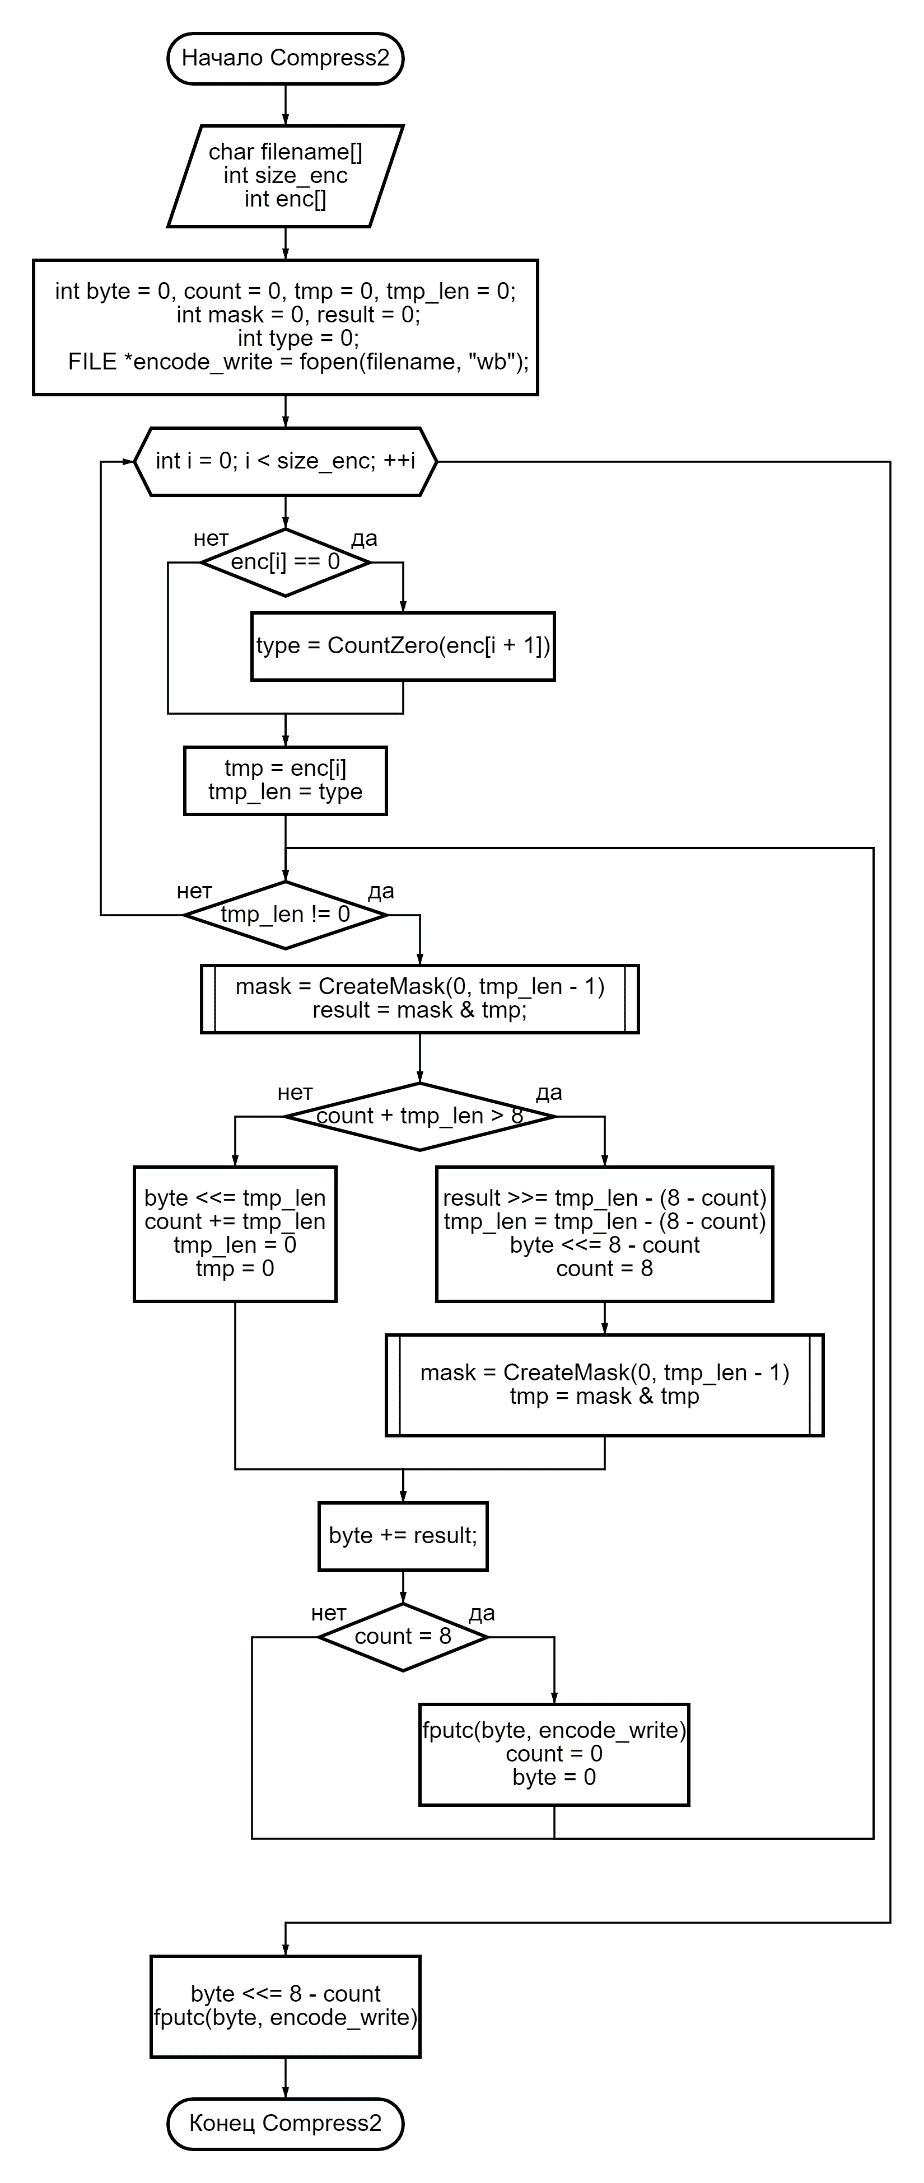 Начало Compress2
char filename[]
int size_enc
int enc[]
int byte = 0, count = 0, tmp = 0, tmp_len = 0;
int mask = 0, result = 0;
int type = 0;
FILE *encode_write = fopen(filename, "wb");
int i = 0; i < size_enc; ++i
нет
да
enc[i] == 0
type = CountZero(enc[i + 1])
tmp = enc[i]
tmp_len = type
нет
да
tmp_len != 0
mask = CreateMask(0, tmp_len - 1)
result = mask & tmp;
нет
да
count + tmp_len > 8
byte <<= tmp_len
count += tmp_len
tmp_len = 0
tmp = 0
result >>= tmp_len - (8 - count)
tmp_len = tmp_len - (8 - count)
byte <<= 8 - count
count = 8
mask = CreateMask(0, tmp_len - 1)
tmp = mask & tmp
byte += result;
нет
да
count = 8
fputc(byte, encode_write)
count = 0
byte = 0
byte <<= 8 - count
fputc(byte, encode_write)
Конец Compress2